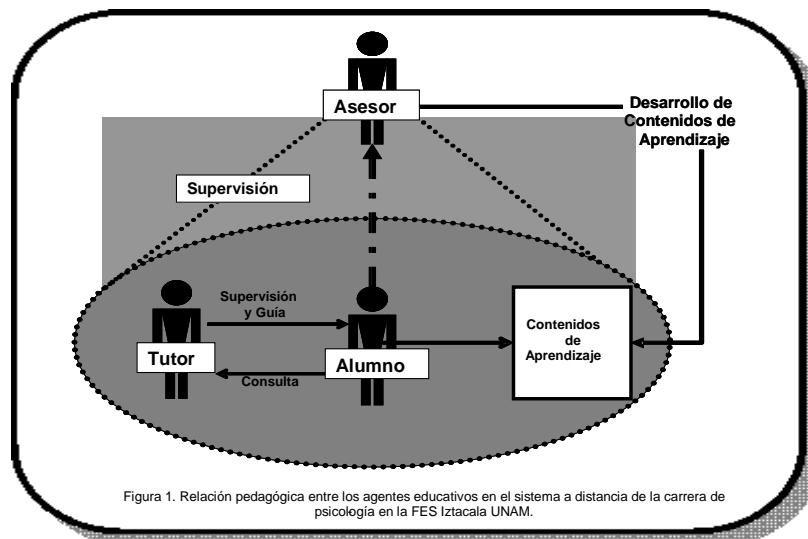 Asesor
Desarrollo de
Contenidos de
Aprendizaje
Supervisión
Supervisión
y Guía
Tutor
Alumno
Consulta
Contenidos
de
Aprendizaje
Figura 1. Relación pedagógica entre los agentes educativos en el sistema a distancia de la carrera de
psicología en la FES Iztacala UNAM.